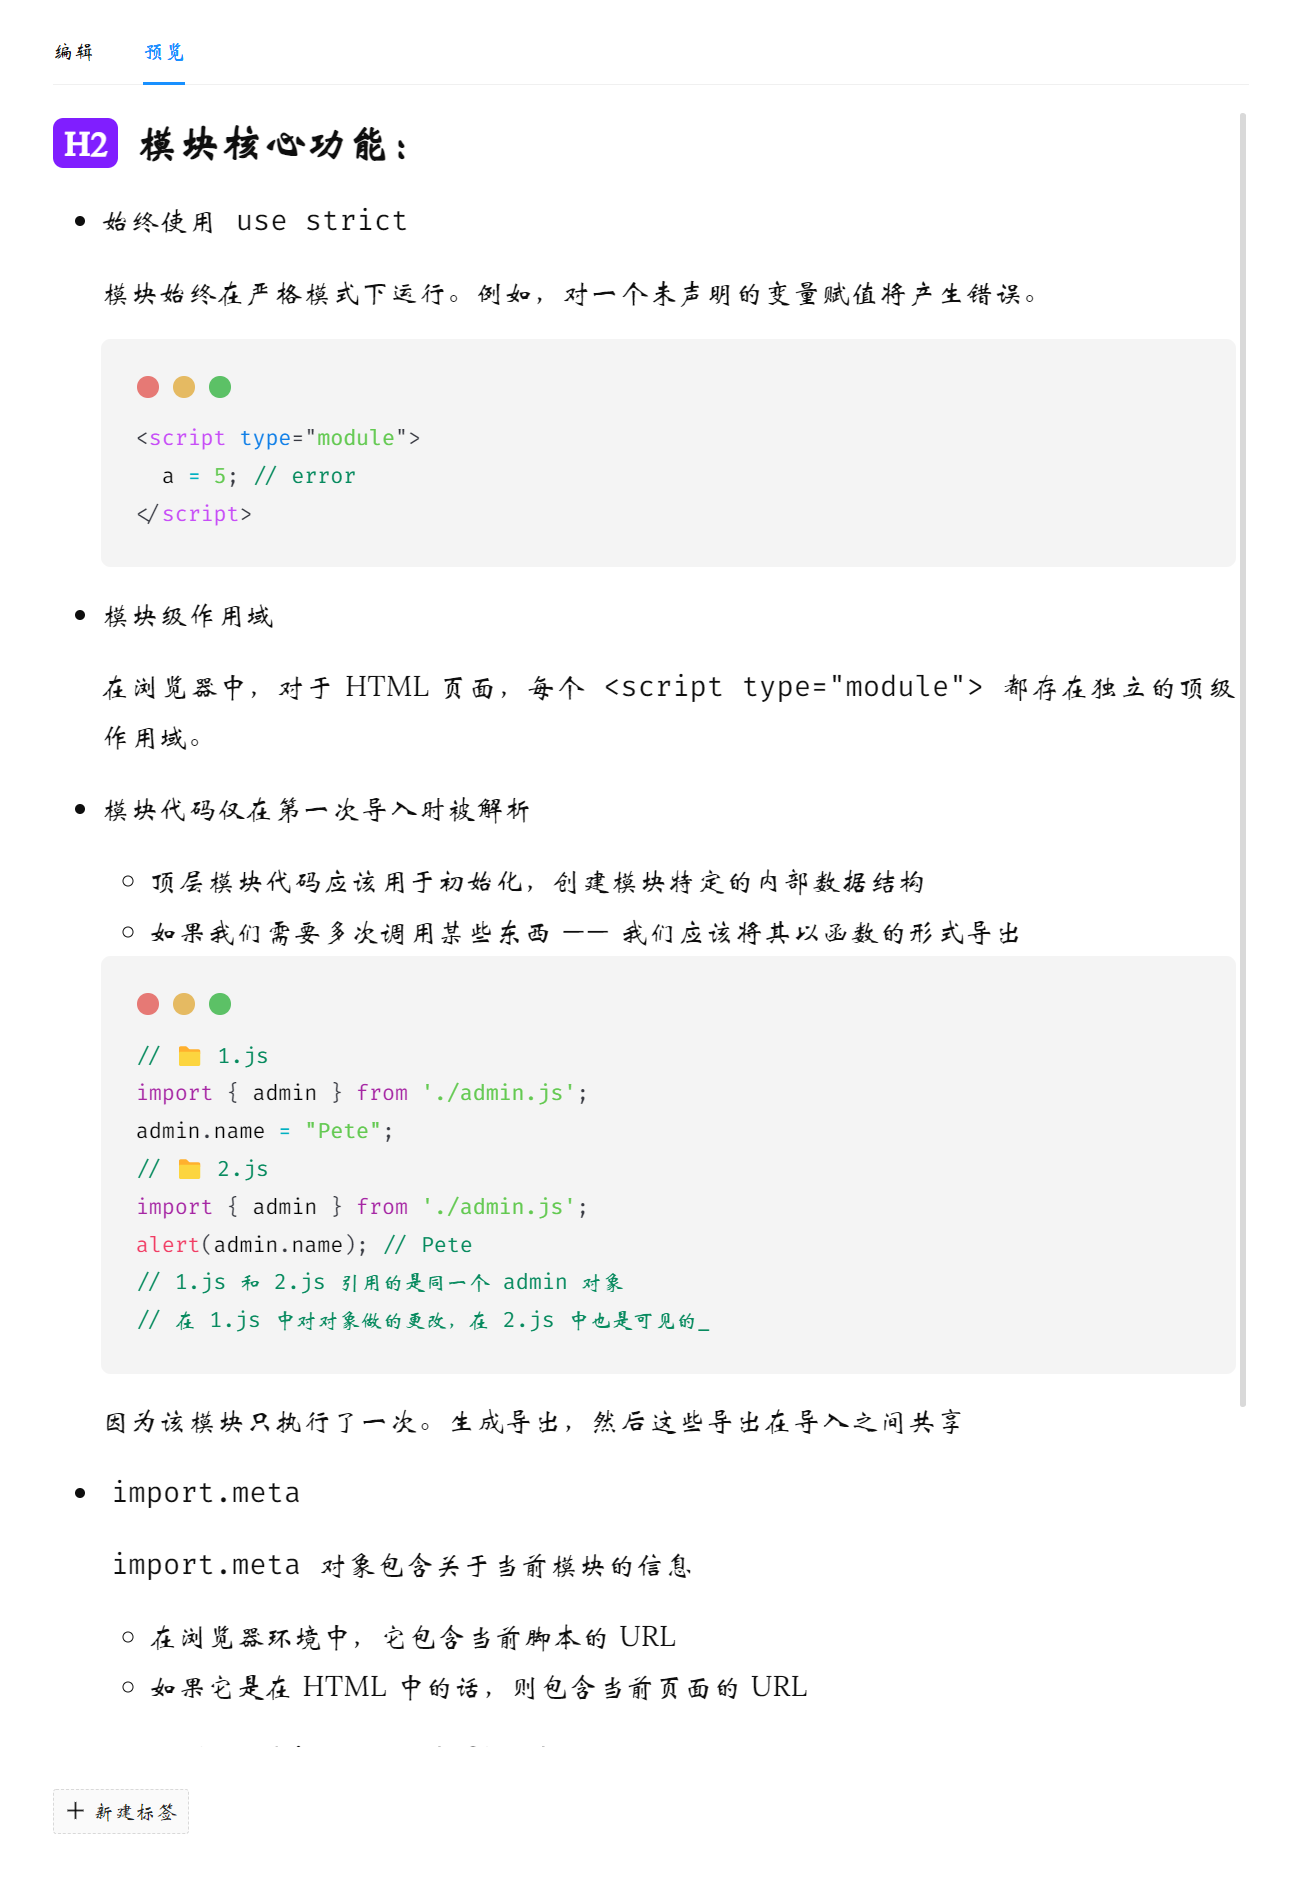 编辑 预览
H2 模块核心功能：
始终使用 use strict
模块始终在严格模式下运行。例如，对一个未声明的变量赋值将产生错误。
<script type="module">
a = 5; // error
</script>
模块级作用域
在浏览器中，对于 HTML 页面，每个 <script type="module"> 都存在独立的顶级
作用域。
模块代码仅在第一次导入时被解析
顶层模块代码应该用于初始化，创建模块特定的内部数据结构
如果我们需要多次调用某些东西 —— 我们应该将其以函数的形式导出
// 📁 1.js
import { admin } from './admin.js';
admin.name = "Pete";
// 📁 2.js
import { admin } from './admin.js';
alert(admin.name); // Pete
// 1.js 和 2.js 引用的是同一个 admin 对象
// 在 1.js 中对对象做的更改，在 2.js 中也是可见的_
因为该模块只执行了一次。生成导出，然后这些导出在导入之间共享
import.meta
import.meta 对象包含关于当前模块的信息
在浏览器环境中，它包含当前脚本的 URL
如果它是在 HTML 中的话，则包含当前页面的 URL
+ 新建标签